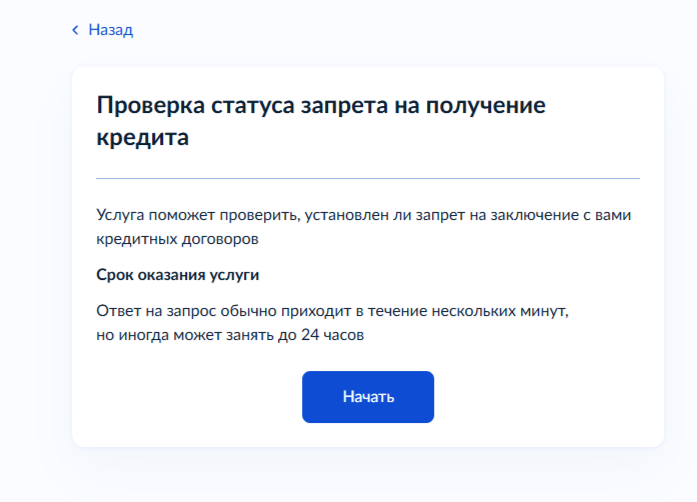 Назад
Проверка статуса запрета на получение
кредита
Услуга поможет проверить, установлен ли запрет на заключение с вами
кредитных договоров
Срок оказания услуги
Ответ на запрос обычно приходит в течение нескольких минут,
но иногда может занять до 24 часов
Начать